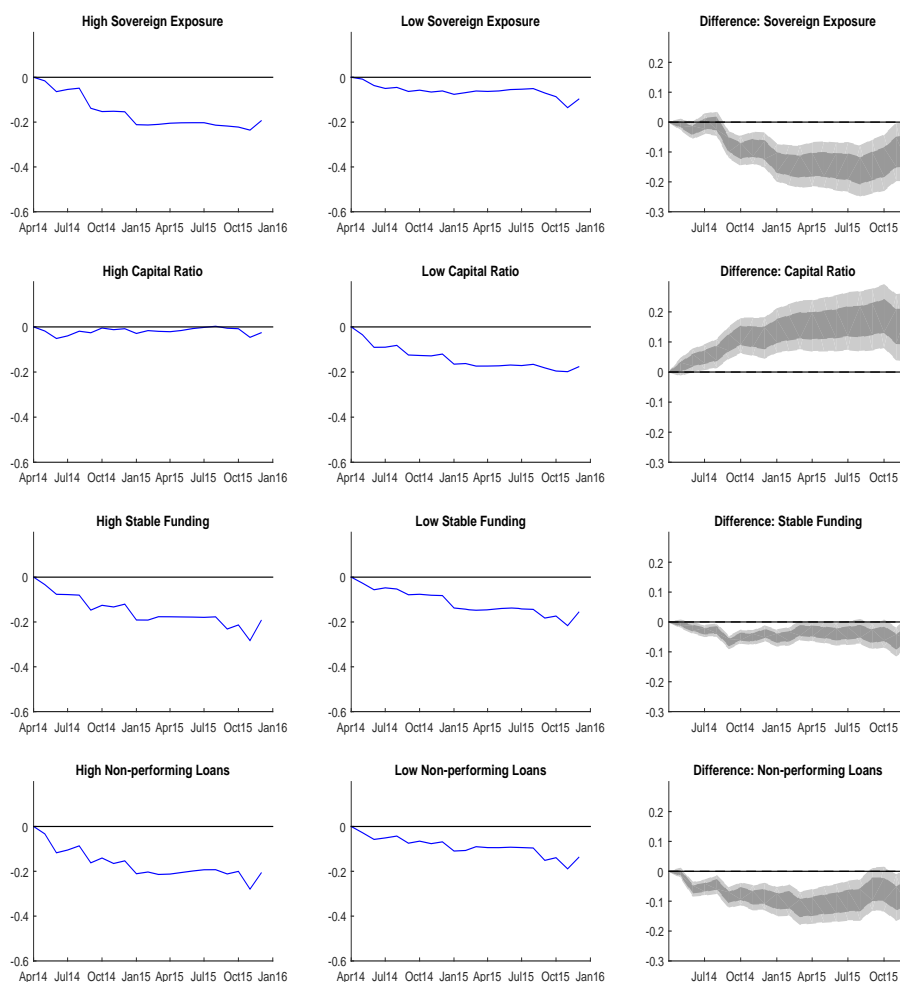 High Sovereign Exposure
Low Sovereign Exposure
Difference: Sovereign Exposure
0
-0.2
-0.4
-0.6
Apr14 Jul14 Oct14 Jan15 Apr15 Jul15 Oct15 Jan16
0
-0.2
-0.4
-0.6
Apr14 Jul14 Oct14 Jan15 Apr15 Jul15 Oct15 Jan16
0.2
0.1
0
-0.1
-0.2
-0.3
Jul14 Oct14 Jan15 Apr15 Jul15 Oct15
High Capital Ratio
Low Capital Ratio
Difference: Capital Ratio
0
-0.2
-0.4
-0.6
Apr14 Jul14 Oct14 Jan15 Apr15 Jul15 Oct15 Jan16
0
-0.2
-0.4
-0.6
Apr14 Jul14 Oct14 Jan15 Apr15 Jul15 Oct15 Jan16
0.2
0.1
0
-0.1
-0.2
-0.3
Jul14 Oct14 Jan15 Apr15 Jul15 Oct15
High Stable Funding
Low Stable Funding
Difference: Stable Funding
0
-0.2
-0.4
-0.6
Apr14 Jul14 Oct14 Jan15 Apr15 Jul15 Oct15 Jan16
0
-0.2
-0.4
-0.6
Apr14 Jul14 Oct14 Jan15 Apr15 Jul15 Oct15 Jan16
0.2
0.1
0
-0.1
-0.2
-0.3
Jul14 Oct14 Jan15 Apr15 Jul15 Oct15
High Non-performing Loans
Low Non-performing Loans
Difference: Non-performing Loans
0
-0.2
-0.4
-0.6
Apr14 Jul14 Oct14 Jan15 Apr15 Jul15 Oct15 Jan16
0
-0.2
-0.4
-0.6
Apr14 Jul14 Oct14 Jan15 Apr15 Jul15 Oct15 Jan16
0.2
0.1
0
-0.1
-0.2
-0.3
Jul14 Oct14 Jan15 Apr15 Jul15 Oct15